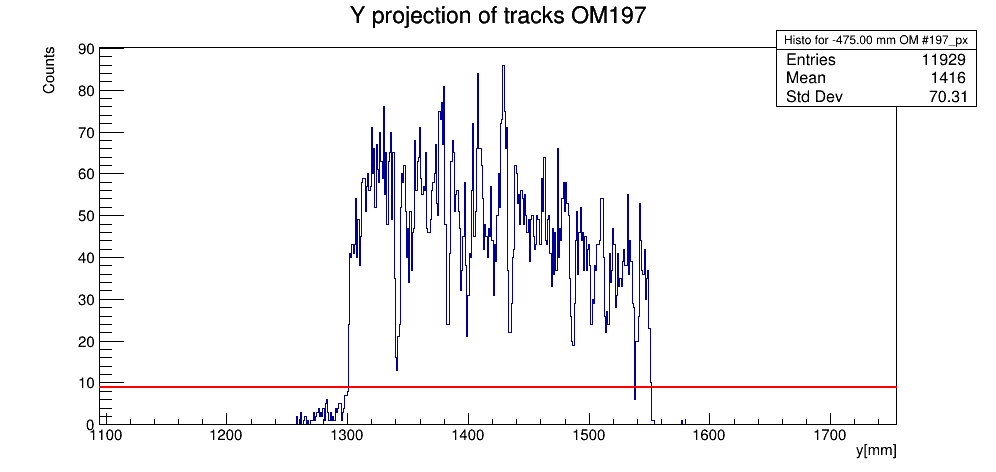 Y projection of tracks OM197
Histo for -475.00 mm OM #197_px
Entries 11929
Mean 1416
Std Dev 70.31
Counts
90
80
70
60
50
40
30
20
10
0
1100 1200 1300 1400 1500 1600 1700
y[mm]